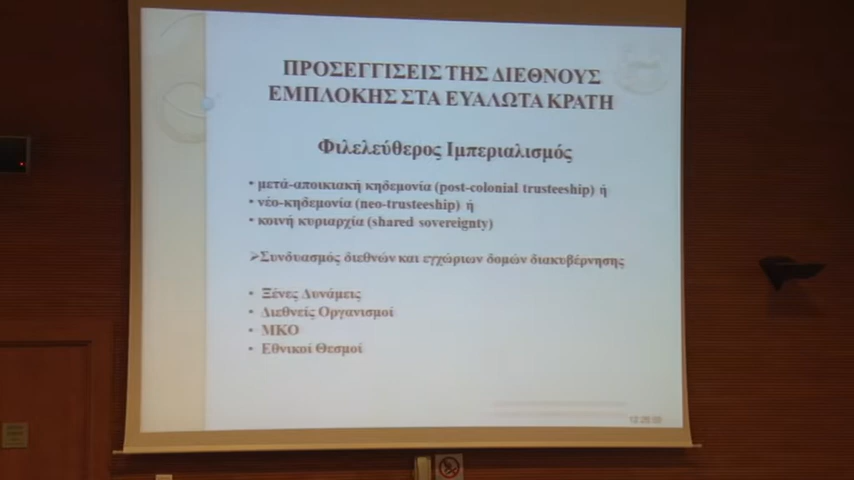 ΠΡΟΣΕΓΓΙΣΕΙΣ ΤΗΣ ΔΙΕΘΝΟΥΣ
ΕΜΠΛΟΚΗΣ ΣΤΑ ΕΥΑΛΩΤΑ ΚΡΑΤΗ
Φιλελεύθερος Ιμπεριαλισμός
• μετά-αποικιακή κηδεμονία (post-colonial trusteeship) ή
• νέο-κηδεμονία (neo-trusteeship) ή
• κοινή κυριαρχία (shared sovereignty)
➢Συνδυασμός διεθνών και εγχώριων δομών διακυβέρνησης
• Ξένες Δυνάμεις
• Διεθνείς Οργανισμοί
• ΜΚΟ
• Εθνικοί Θεσμοί